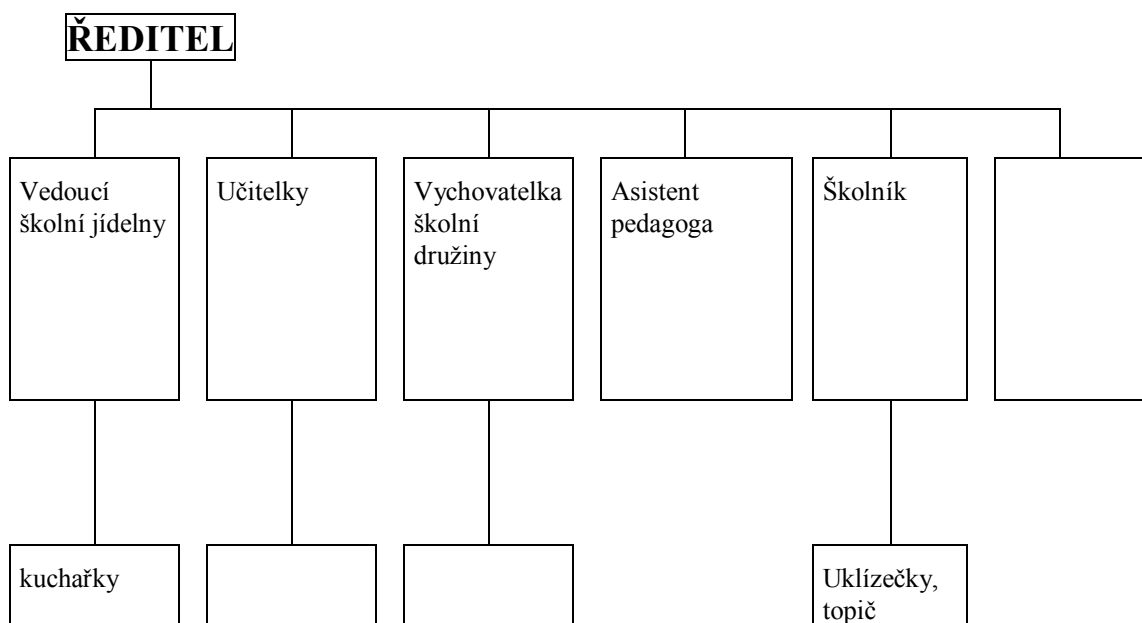 ŘEDITEL
Vedoucí
školní jídelny
Učitelky
Vychovatelka
školní
družiny
Asistent
pedagoga
Školník
kuchařky
Uklízečky,
topič